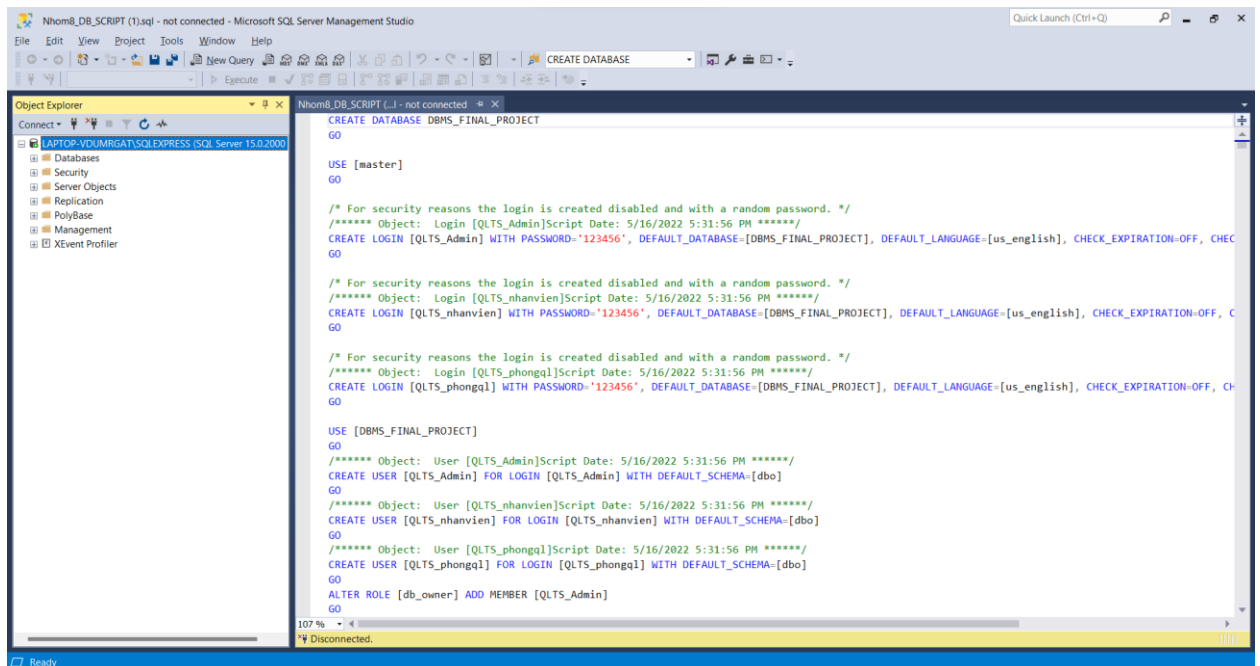 Nhom8_DB_SCRIPT (1).sql - not connected - Microsoft SQL Server Management Studio
Quick Launch (Ctrl+Q)
File Edit View Project Tools Window Help
New Query
CREATE DATABASE
Execute
Object Explorer
Connect
LAPTOP-VDUMRGAT\SQLEXPRESS (SQL Server 15.0.2000
Databases
Security
Server Objects
Replication
PolyBase
Management
XEvent Profiler
Nhom8_DB_SCRIPT (...l - not connected
CREATE DATABASE DBMS_FINAL_PROJECT
GO
USE [master]
GO
/* For security reasons the login is created disabled and with a random password. */
/****** Object: Login [QLTS_Admin]Script Date: 5/16/2022 5:31:56 PM ******/
CREATE LOGIN [QLTS_Admin] WITH PASSWORD='123456', DEFAULT_DATABASE=[DBMS_FINAL_PROJECT], DEFAULT_LANGUAGE=[us_english], CHECK_EXPIRATION=OFF, CHEC
GO
/* For security reasons the login is created disabled and with a random password. */
/****** Object: Login [QLTS_nhanvien]Script Date: 5/16/2022 5:31:56 PM ******/
CREATE LOGIN [QLTS_nhanvien] WITH PASSWORD='123456', DEFAULT_DATABASE=[DBMS_FINAL_PROJECT], DEFAULT_LANGUAGE=[us_english], CHECK_EXPIRATION=OFF, C
GO
/* For security reasons the login is created disabled and with a random password. */
/****** Object: Login [QLTS_phongql]Script Date: 5/16/2022 5:31:56 PM ******/
CREATE LOGIN [QLTS_phongql] WITH PASSWORD='123456', DEFAULT_DATABASE=[DBMS_FINAL_PROJECT], DEFAULT_LANGUAGE=[us_english], CHECK_EXPIRATION=OFF, CH
GO
USE [DBMS_FINAL_PROJECT]
GO
/****** Object: User [QLTS_Admin]Script Date: 5/16/2022 5:31:56 PM ******/
CREATE USER [QLTS_Admin] FOR LOGIN [QLTS_Admin] WITH DEFAULT_SCHEMA=[dbo]
GO
/****** Object: User [QLTS_nhanvien]Script Date: 5/16/2022 5:31:56 PM ******/
CREATE USER [QLTS_nhanvien] FOR LOGIN [QLTS_nhanvien] WITH DEFAULT_SCHEMA=[dbo]
GO
/****** Object: User [QLTS_phongql]Script Date: 5/16/2022 5:31:56 PM ******/
CREATE USER [QLTS_phongql] FOR LOGIN [QLTS_phongql] WITH DEFAULT_SCHEMA=[dbo]
GO
ALTER ROLE [db_owner] ADD MEMBER [QLTS_Admin]
GO
107 %
Disconnected.
Ready